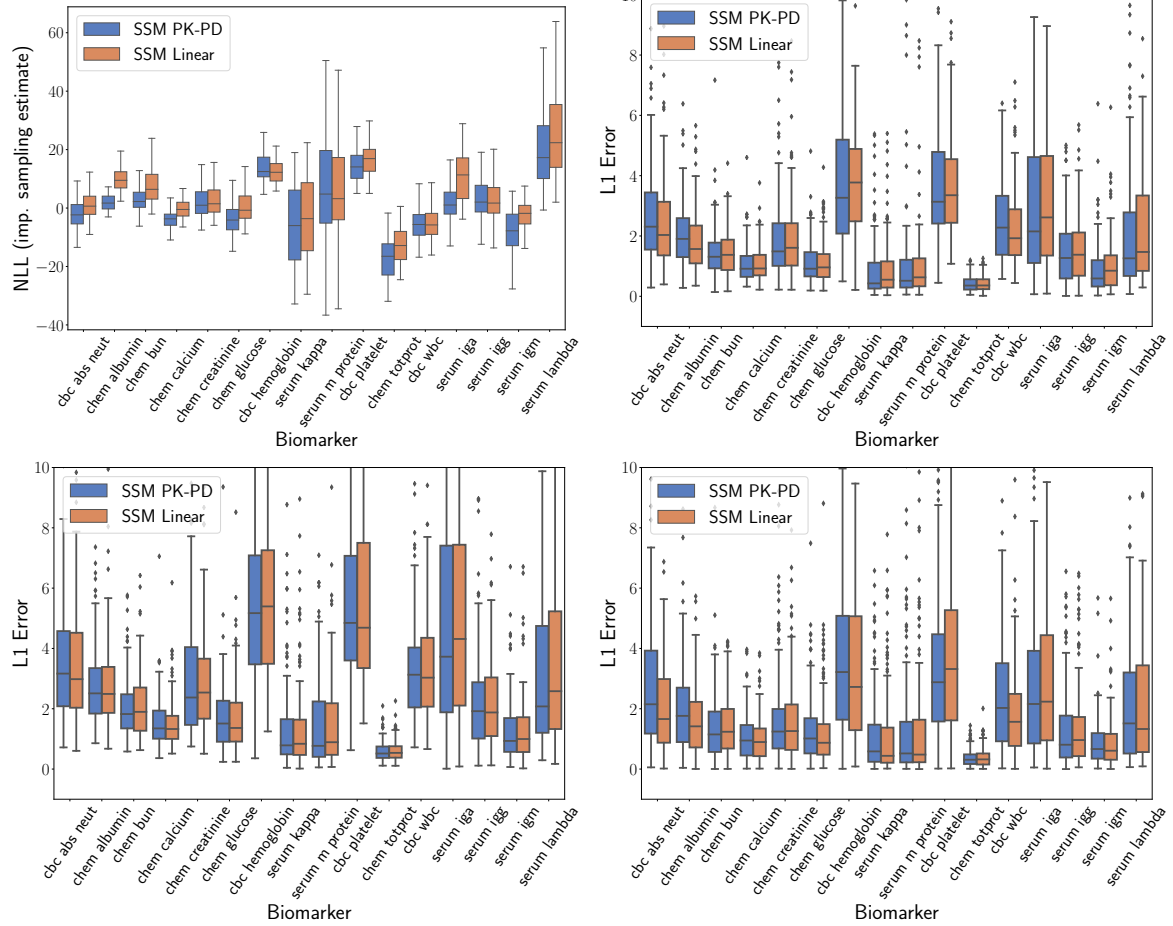 NLL (imp. sampling estimate)
60
40
20
0
−20
−40
SSM PK-PD
SSM Linear
cbc abs neut
chem albumin
chem bun
chem calcium
chem creatinine
chem glucose
cbc hemoglobin
serum kappa
serum m protein
cbc platelet
chem totprot
cbc wbc
serum iga
serum igg
serum igm
serum lambda
Biomarker
L1 Error
8
6
4
2
0
SSM PK-PD
SSM Linear
cbc abs neut
chem albumin
chem bun
chem calcium
chem creatinine
chem glucose
cbc hemoglobin
serum kappa
serum m protein
cbc platelet
chem totprot
cbc wbc
serum iga
serum igg
serum igm
serum lambda
Biomarker
L1 Error
10
8
6
4
2
0
SSM PK-PD
SSM Linear
cbc abs neut
chem albumin
chem bun
chem calcium
chem creatinine
chem glucose
cbc hemoglobin
serum kappa
serum m protein
cbc platelet
chem totprot
cbc wbc
serum iga
serum igg
serum igm
serum lambda
Biomarker
L1 Error
10
8
6
4
2
0
SSM PK-PD
SSM Linear
cbc abs neut
chem albumin
chem bun
chem calcium
chem creatinine
chem glucose
cbc hemoglobin
serum kappa
serum m protein
cbc platelet
chem totprot
cbc wbc
serum iga
serum igg
serum igm
serum lambda
Biomarker